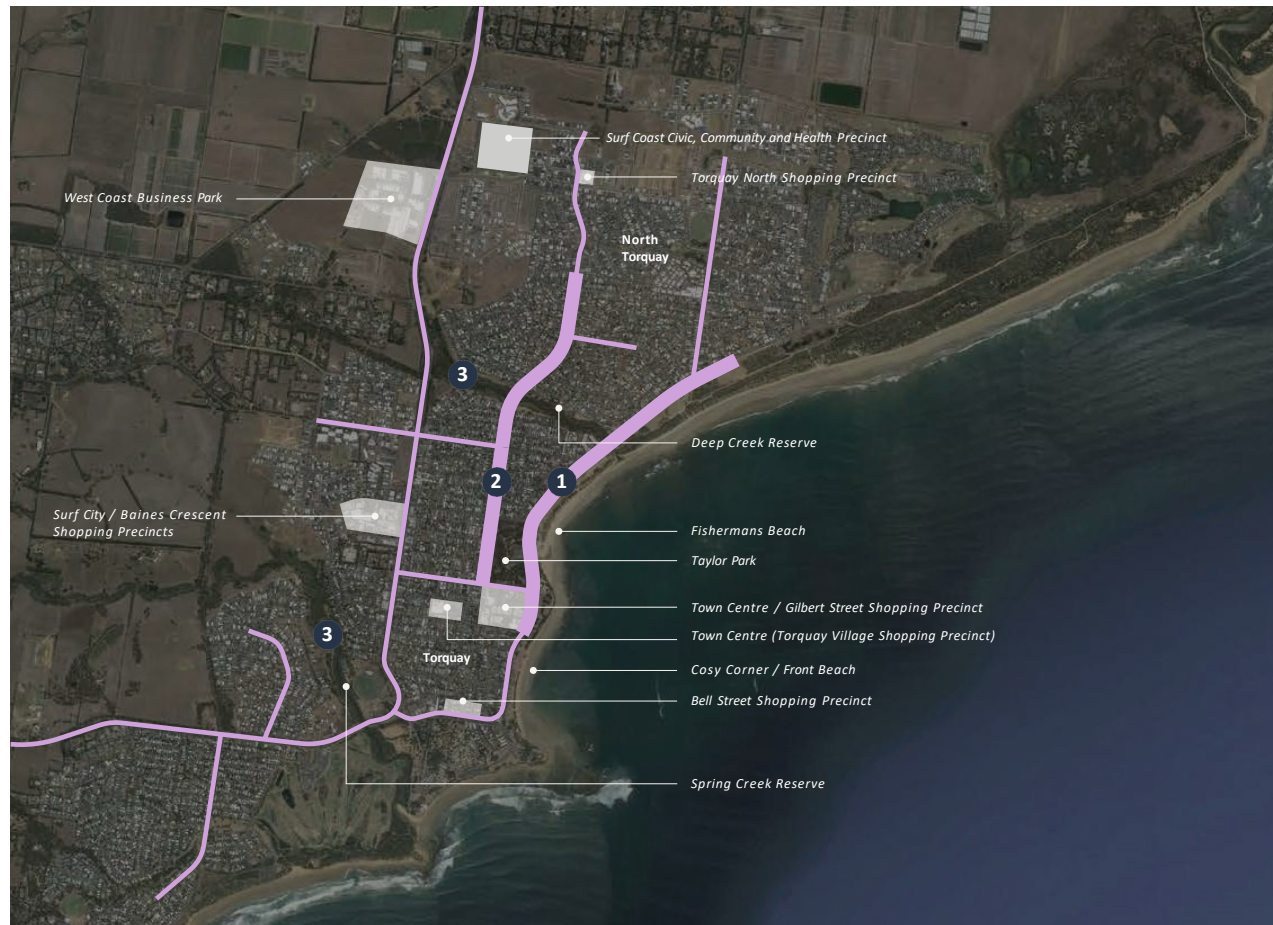 Surf Coast Civic, Community and Health Precinct
Torquay North Shopping Precinct
West Coast Business Park
North
Torquay
3
Deep Creek Reserve
2
1
Surf City / Baines Crescent
Shopping Precincts
Fishermans Beach
Taylor Park
Town Centre / Gilbert Street Shopping Precinct
Town Centre (Torquay Village Shopping Precinct)
3
Torquay
Cosy Corner / Front Beach
Bell Street Shopping Precinct
Spring Creek Reserve